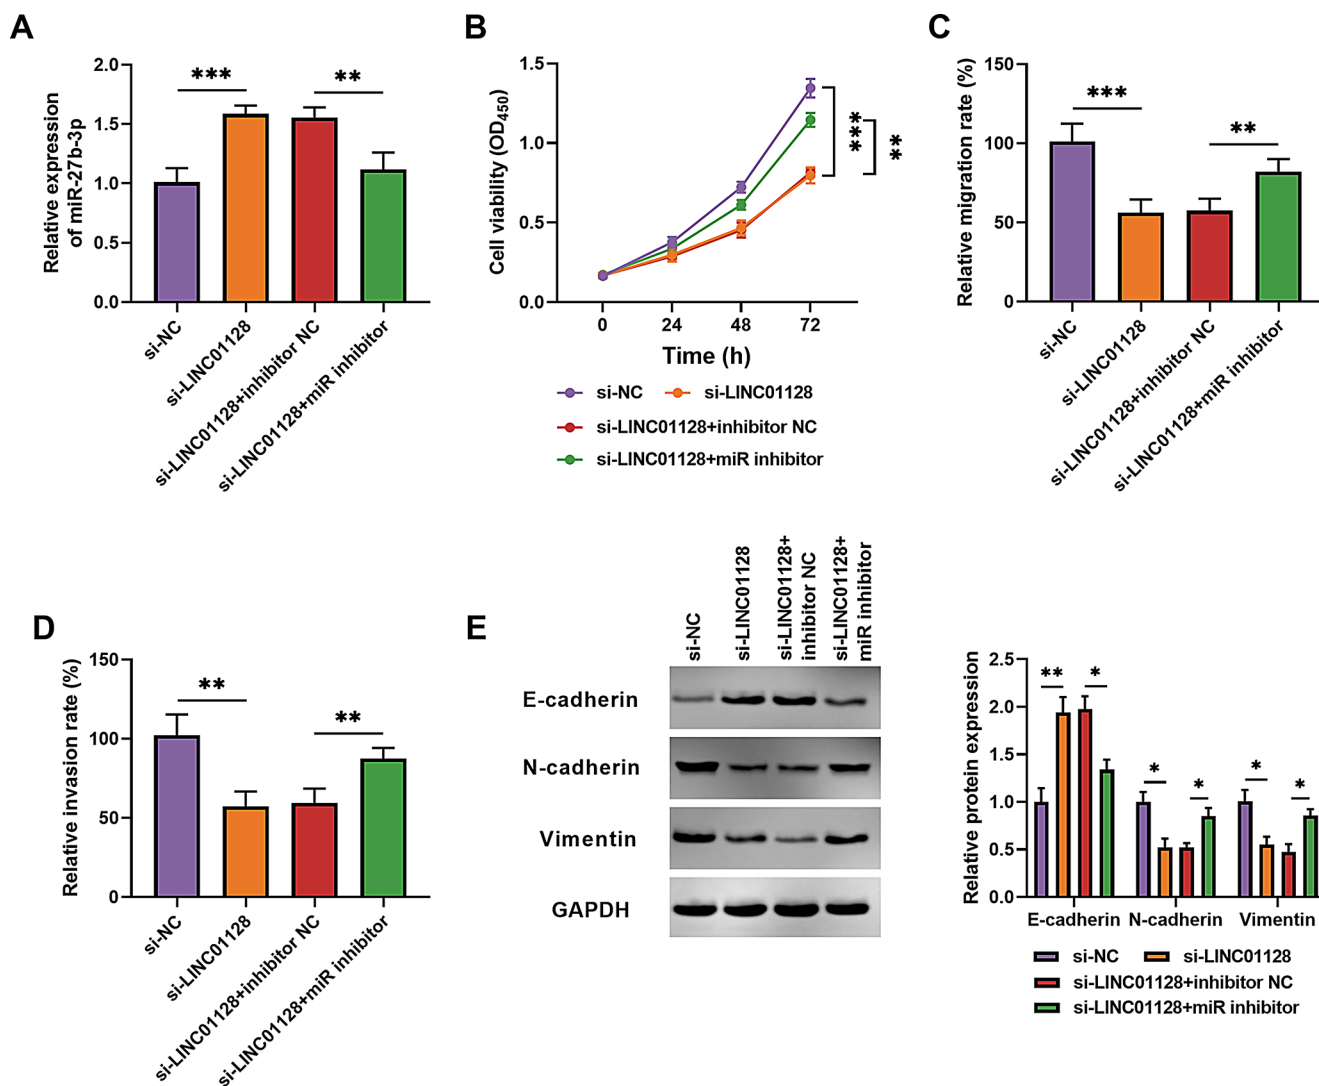 A
Relative expression
of miR-27b-3p
2.0
1.5
1.0
0.5
0.0
***
**
si-NC
si-LINC01128
si-LINC01128+inhibitor NC
si-LINC01128+miR inhibitor
B
Cell viability (OD450)
1.5
1.0
0.5
0.0
0
24
48
72
Time (h)
***
**
si-NC
si-LINC01128
si-LINC01128+inhibitor NC
si-LINC01128+miR inhibitor
C
Relative migration rate (%)
150
100
50
0
***
**
si-NC
si-LINC01128
si-LINC01128+inhibitor NC
si-LINC01128+miR inhibitor
D
Relative invasion rate (%)
150
100
50
0
**
**
si-NC
si-LINC01128
si-LINC01128+inhibitor NC
si-LINC01128+miR inhibitor
E
si-NC
si-LINC01128
si-LINC01128+
inhibitor NC
si-LINC01128+
miR inhibitor
E-cadherin
N-cadherin
Vimentin
GAPDH
Relative protein expression
2.5
2.0
1.5
1.0
0.5
0.0
**
*
*
*
*
*
E-cadherin
N-cadherin
Vimentin
si-NC
si-LINC01128
si-LINC01128+inhibitor NC
si-LINC01128+miR inhibitor